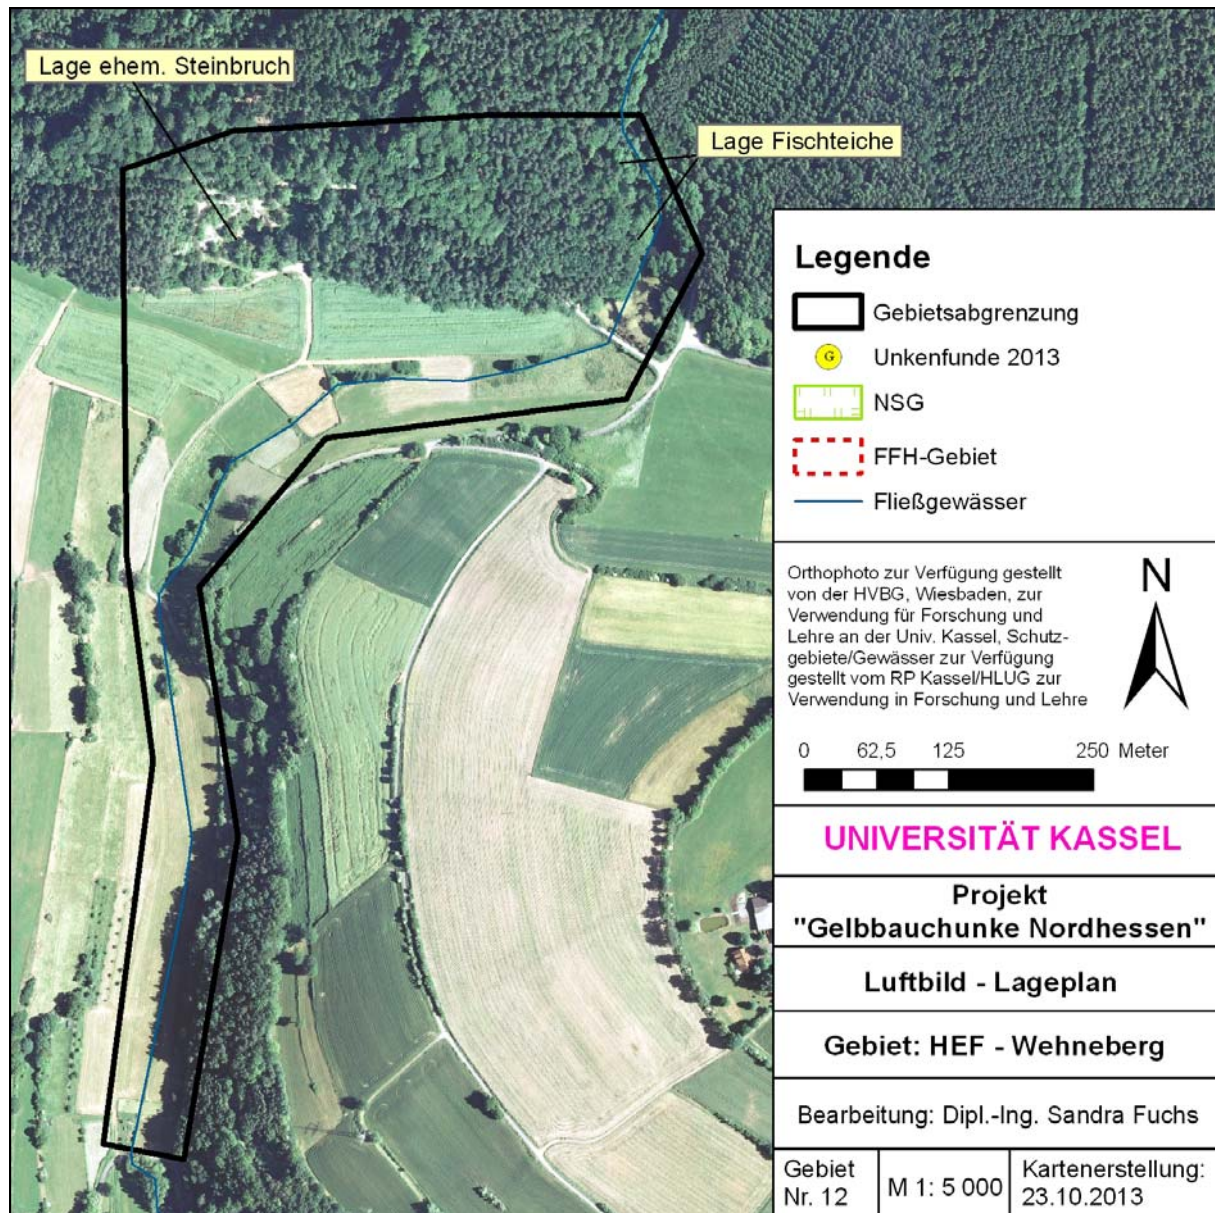 Lage ehem. Steinbruch
Lage Fischteiche
Legende
Gebietsabgrenzung
G
Unkenfunde 2013
NSG
FFH-Gebiet
Fließgewässer
Orthophoto zur Verfügung gestellt
von der HVBG, Wiesbaden, zur
Verwendung für Forschung und
Lehre an der Univ. Kassel, Schutz-
gebiete/Gewässer zur Verfügung
gestellt vom RP Kassel/HLUG zur
Verwendung in Forschung und Lehre
N
0 62,5 125 250 Meter
UNIVERSITÄT KASSEL
Projekt
"Gelbbauchunke Nordhessen"
Luftbild - Lageplan
Gebiet: HEF - Wehneberg
Bearbeitung: Dipl.-Ing. Sandra Fuchs
Gebiet
Nr. 12
M 1: 5 000
Kartenerstellung:
23.10.2013